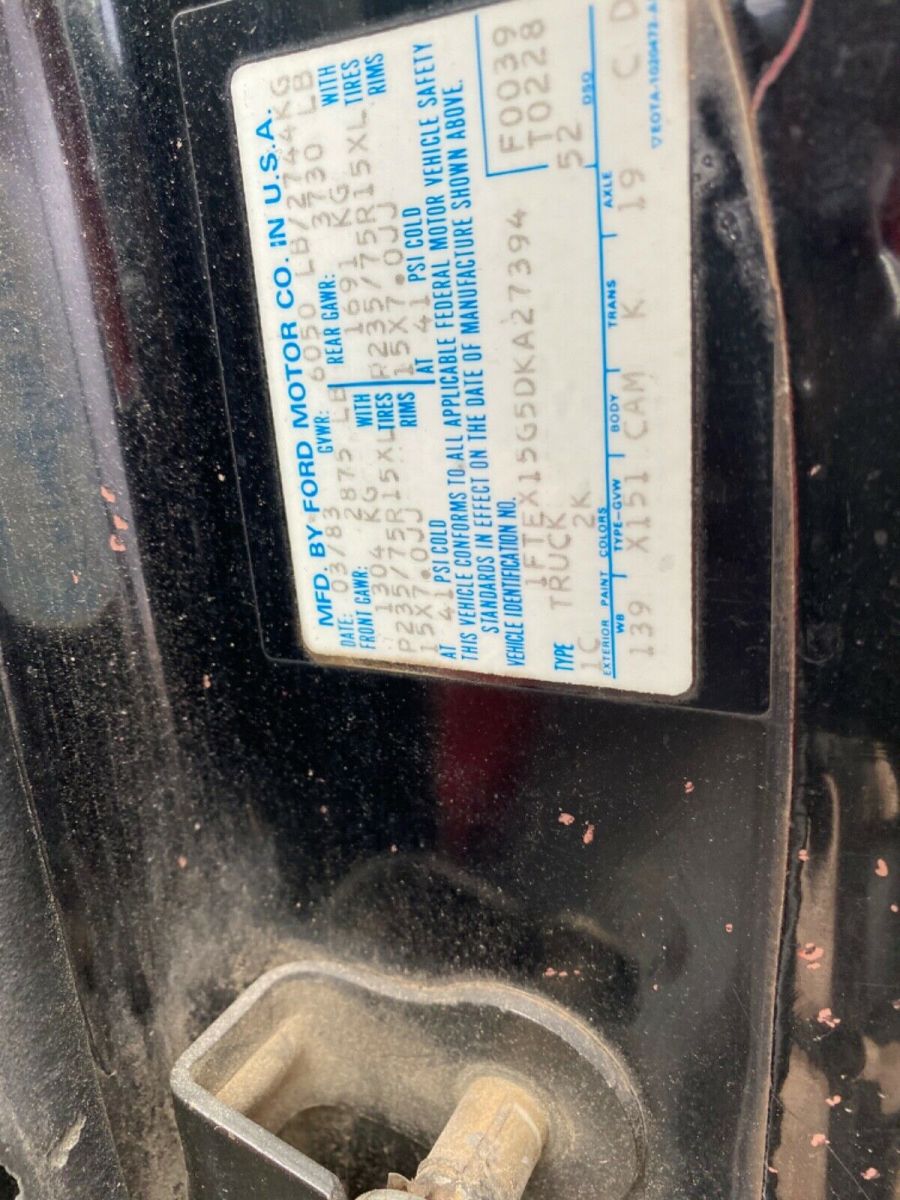 MFD. BY FORD MOTOR CO. IN U.S.A.
DATE: 03/83 GVWR: 6050 LB/2744KG
FRONT GAWR: 2875 LB REAR GAWR: 3730 LB
1304 KG WITH 1691 KG WITH
P235/75R15XL TIRES P235/75R15XL TIRES
15X7.0JJ RIMS 15X7.0JJ RIMS
AT 41 PSI COLD AT 41 PSI COLD
THIS VEHICLE CONFORMS TO ALL APPLICABLE FEDERAL MOTOR VEHICLE SAFETY
STANDARDS IN EFFECT ON THE DATE OF MANUFACTURE SHOWN ABOVE.
VEHICLE IDENTIFICATION NO.
1FTEX15G5DKA27394 F0039
TYPE TRUCK T0228
1C 2K 52
EXTERIOR PAINT COLORS DSO
WB TYPE-GVW BODY TRANS AXLE
139 X151 CAM K 19 C D